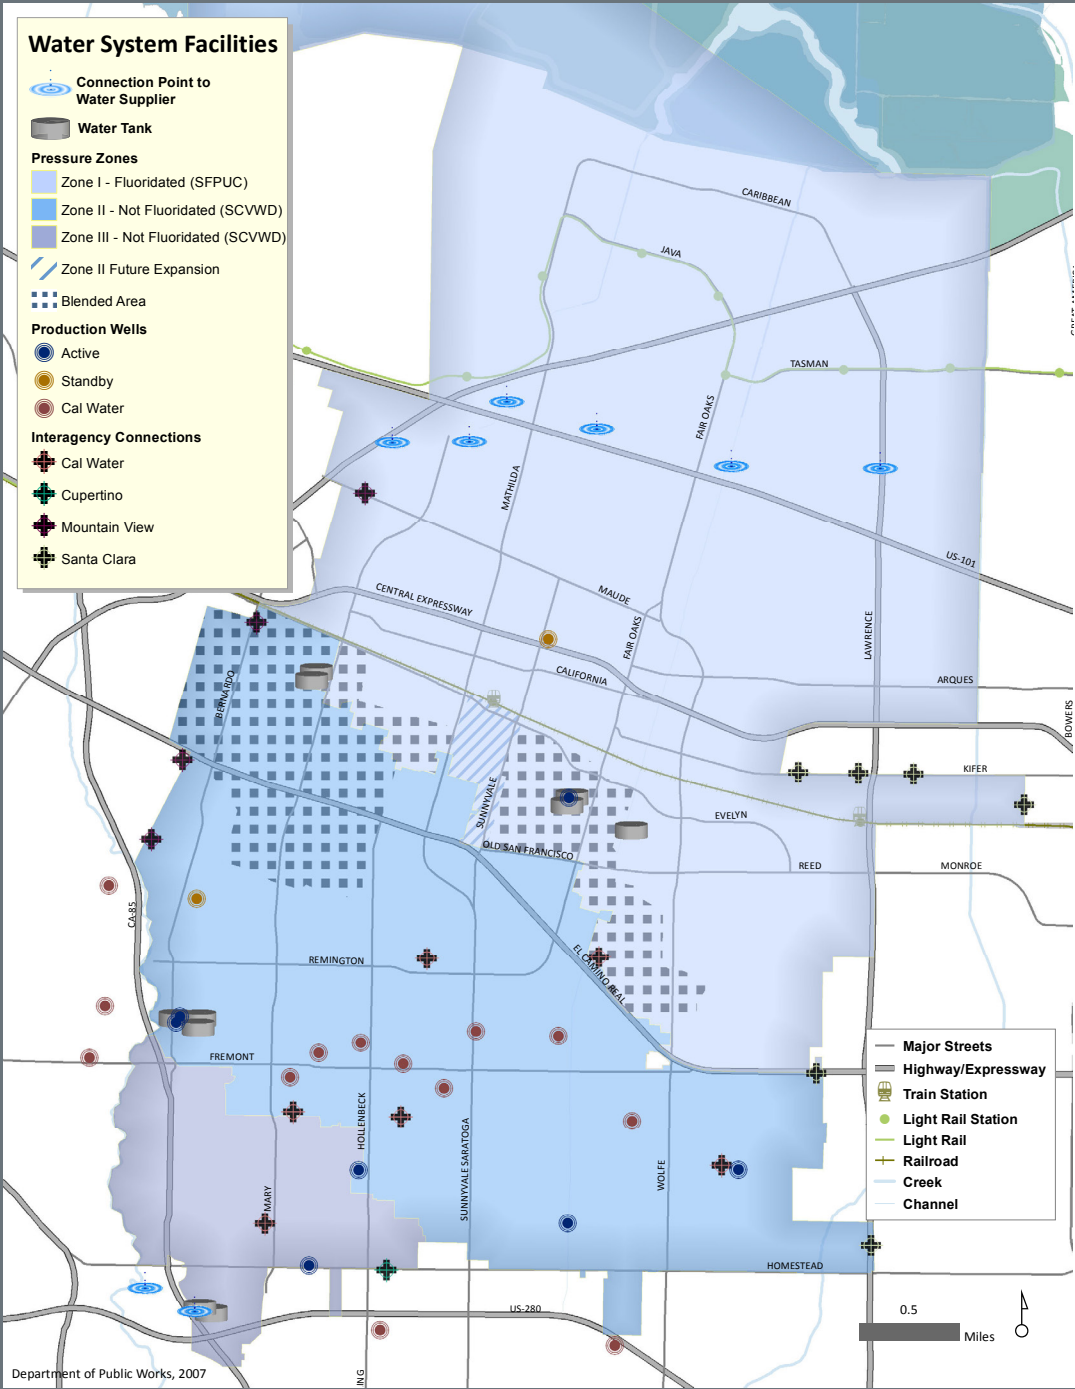 Water System Facilities
Connection Point to
Water Supplier
Water Tank
Pressure Zones
Zone I - Fluoridated (SFPUC)
Zone II - Not Fluoridated (SCVWD)
Zone III - Not Fluoridated (SCVWD)
Zone II Future Expansion
Blended Area
Production Wells
Active
Standby
Cal Water
Interagency Connections
Cal Water
Cupertino
Mountain View
Santa Clara
CARIBBEAN
JAVA
TASMAN
FAIR OAKS
MATHILDA
US-101
MAUDE
CENTRAL EXPRESSWAY
FAIR OAKS
LAWRENCE
CALIFORNIA
ARQUES
BERNARDO
BOWERS
KIFER
SUNNYVALE
EVELYN
OLD SAN FRANCISCO
REED
MONROE
CA-85
REMINGTON
EL CAMINO REAL
FREMONT
HOLLENBECK
SUNNYVALE SARATOGA
WOLFE
MARY
HOMESTEAD
US-280
ING
Major Streets
Highway/Expressway
Train Station
Light Rail Station
Light Rail
Railroad
Creek
Channel
0.5
Miles
Department of Public Works, 2007